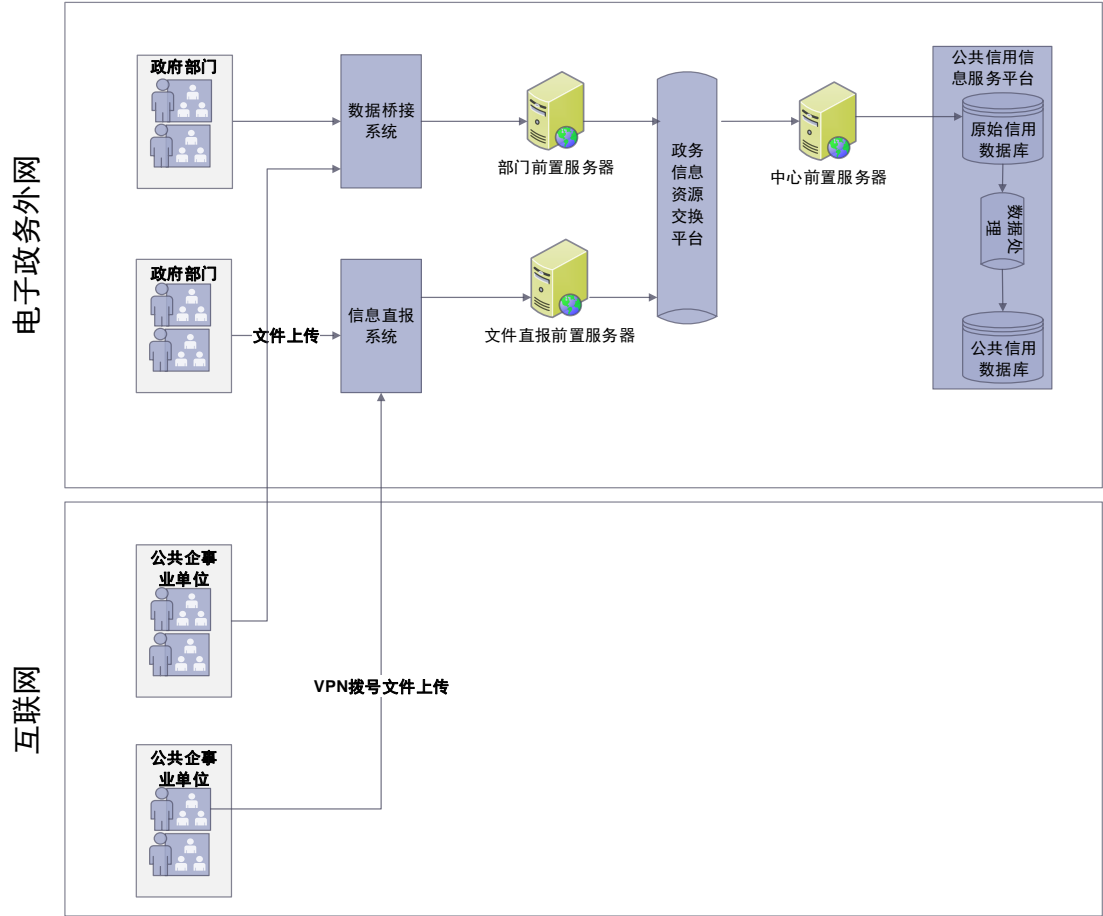 电子政务外网
政府部门
数据桥接
系统
部门前置服务器
政务
信息
资源
交换
平台
中心前置服务器
公共信用信
息服务平台
原始信用
数据库
数据处
理
公共信用
数据库
政府部门
文件上传
信息直报
系统
文件直报前置服务器
互联网
公共企事
业单位
VPN拨号文件上传
公共企事
业单位